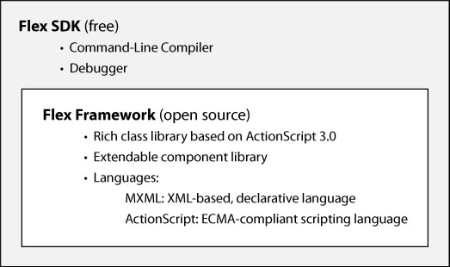 Flex SDK (free)
• Command-Line Compiler
• Debugger
Flex Framework (open source)
• Rich class library based on ActionScript 3.0
• Extendable component library
• Languages:
MXML: XML-based, declarative language
ActionScript: ECMA-compliant scripting language